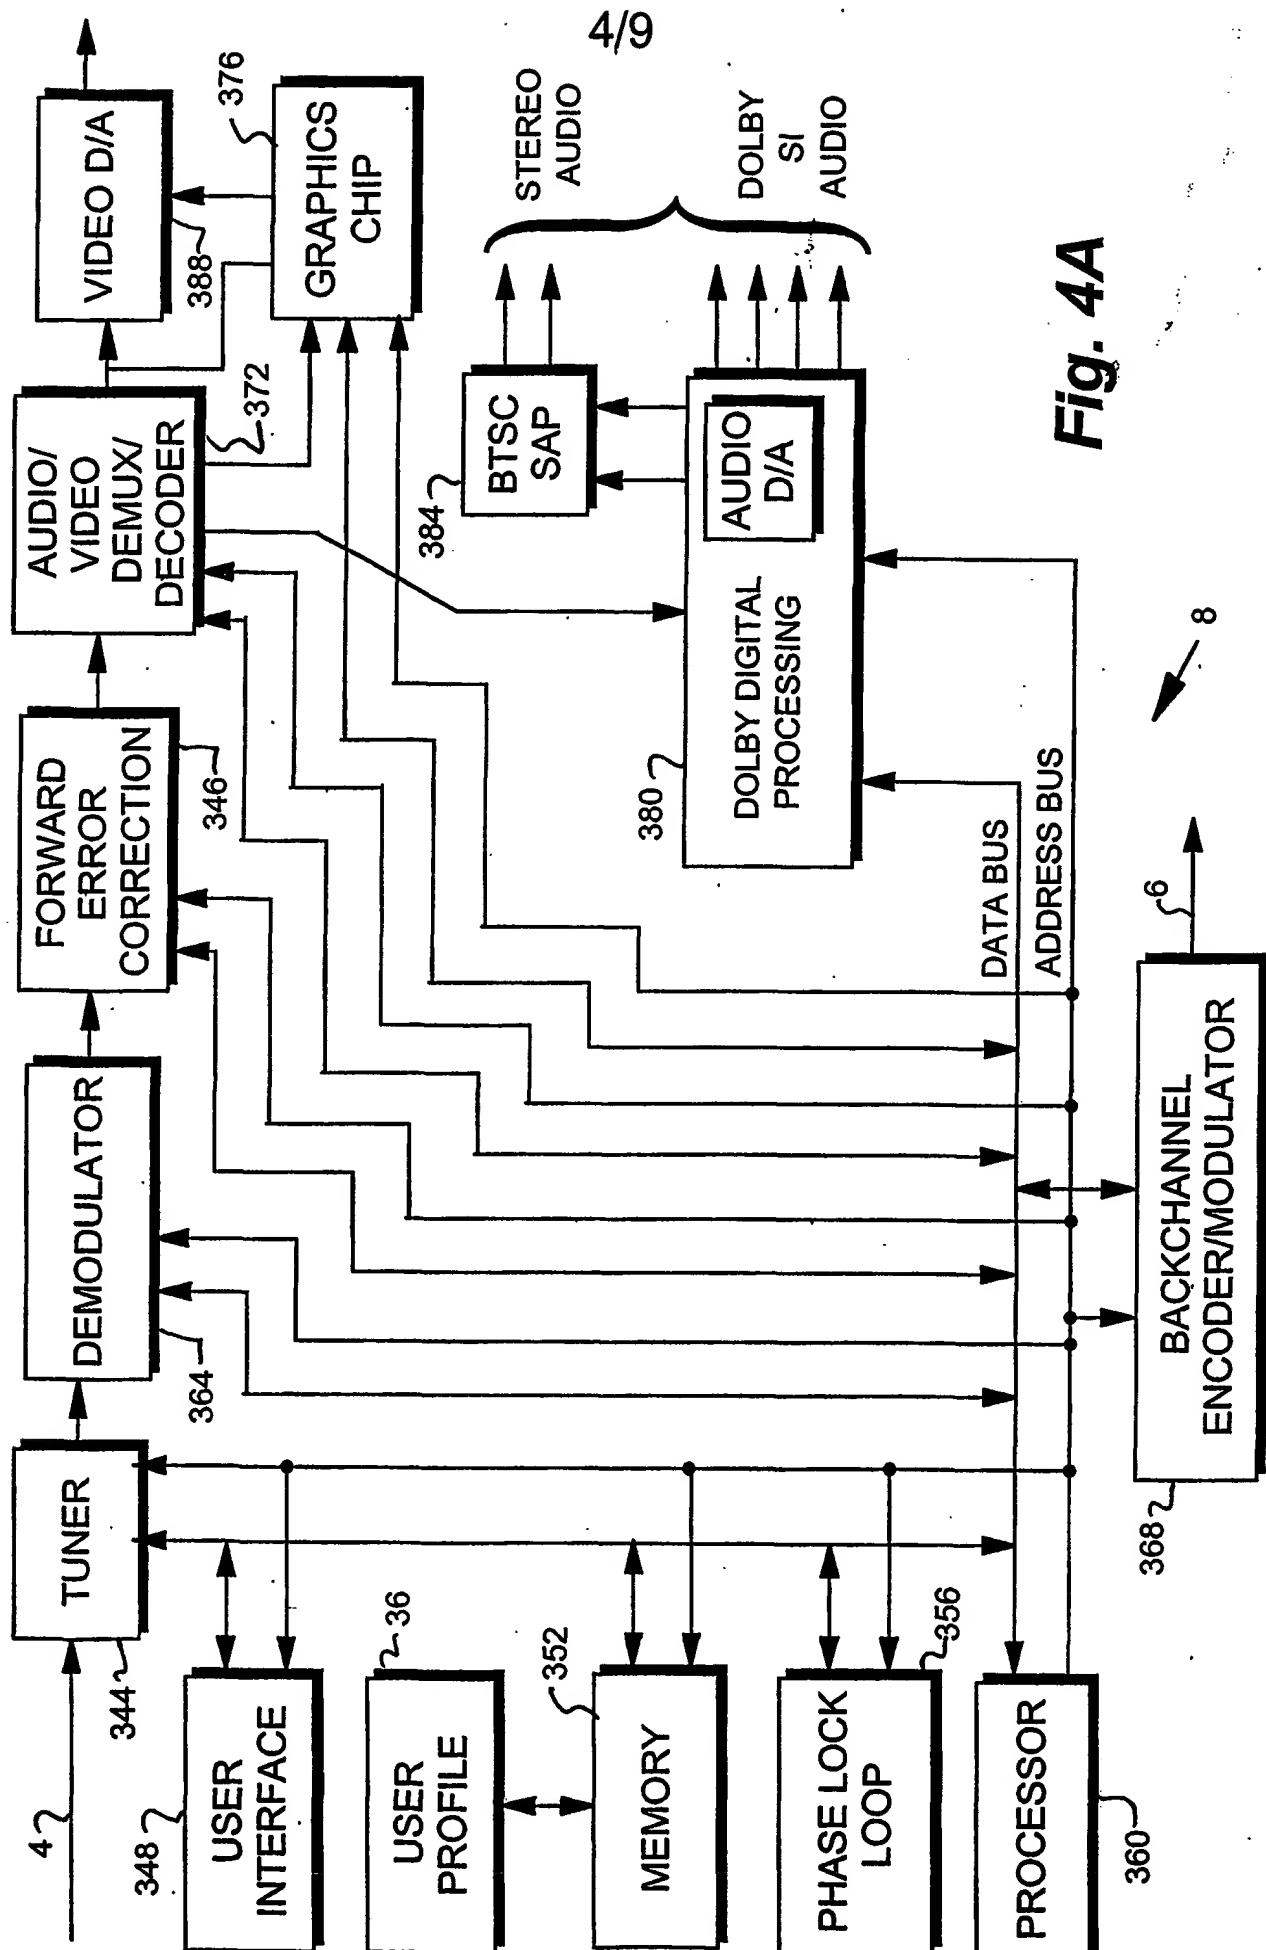 4/9
4
344
TUNER
364
DEMODULATOR
FORWARD
ERROR
CORRECTION
346
AUDIO/
VIDEO
DEMUX/
DECODER
372
VIDEO D/A
388
376
GRAPHICS
CHIP
348
USER
INTERFACE
36
USER
PROFILE
352
MEMORY
356
PHASE LOCK
LOOP
360
PROCESSOR
384
BTSC
SAP
STEREO
AUDIO
380
DOLBY DIGITAL
PROCESSING
AUDIO
D/A
DOLBY
SI
AUDIO
DATA BUS
ADDRESS BUS
368
BACKCHANNEL
ENCODER/MODULATOR
6
8
Fig. 4A